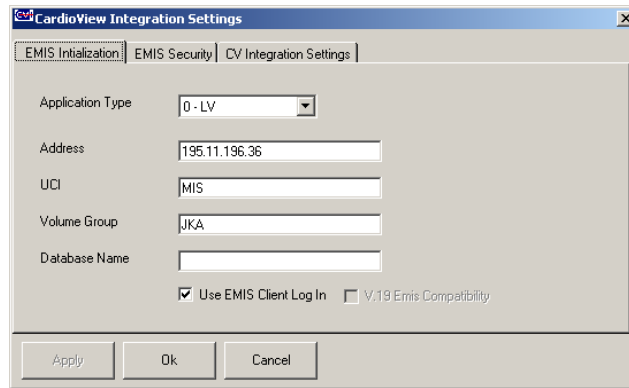 CVi CardioView Integration Settings
EMIS Intialization EMIS Security CV Integration Settings
Application Type 0 - LV
Address 195.11.196.36
UCI MIS
Volume Group JKA
Database Name
Use EMIS Client Log In V.19 Emis Compatibility
Apply Ok Cancel